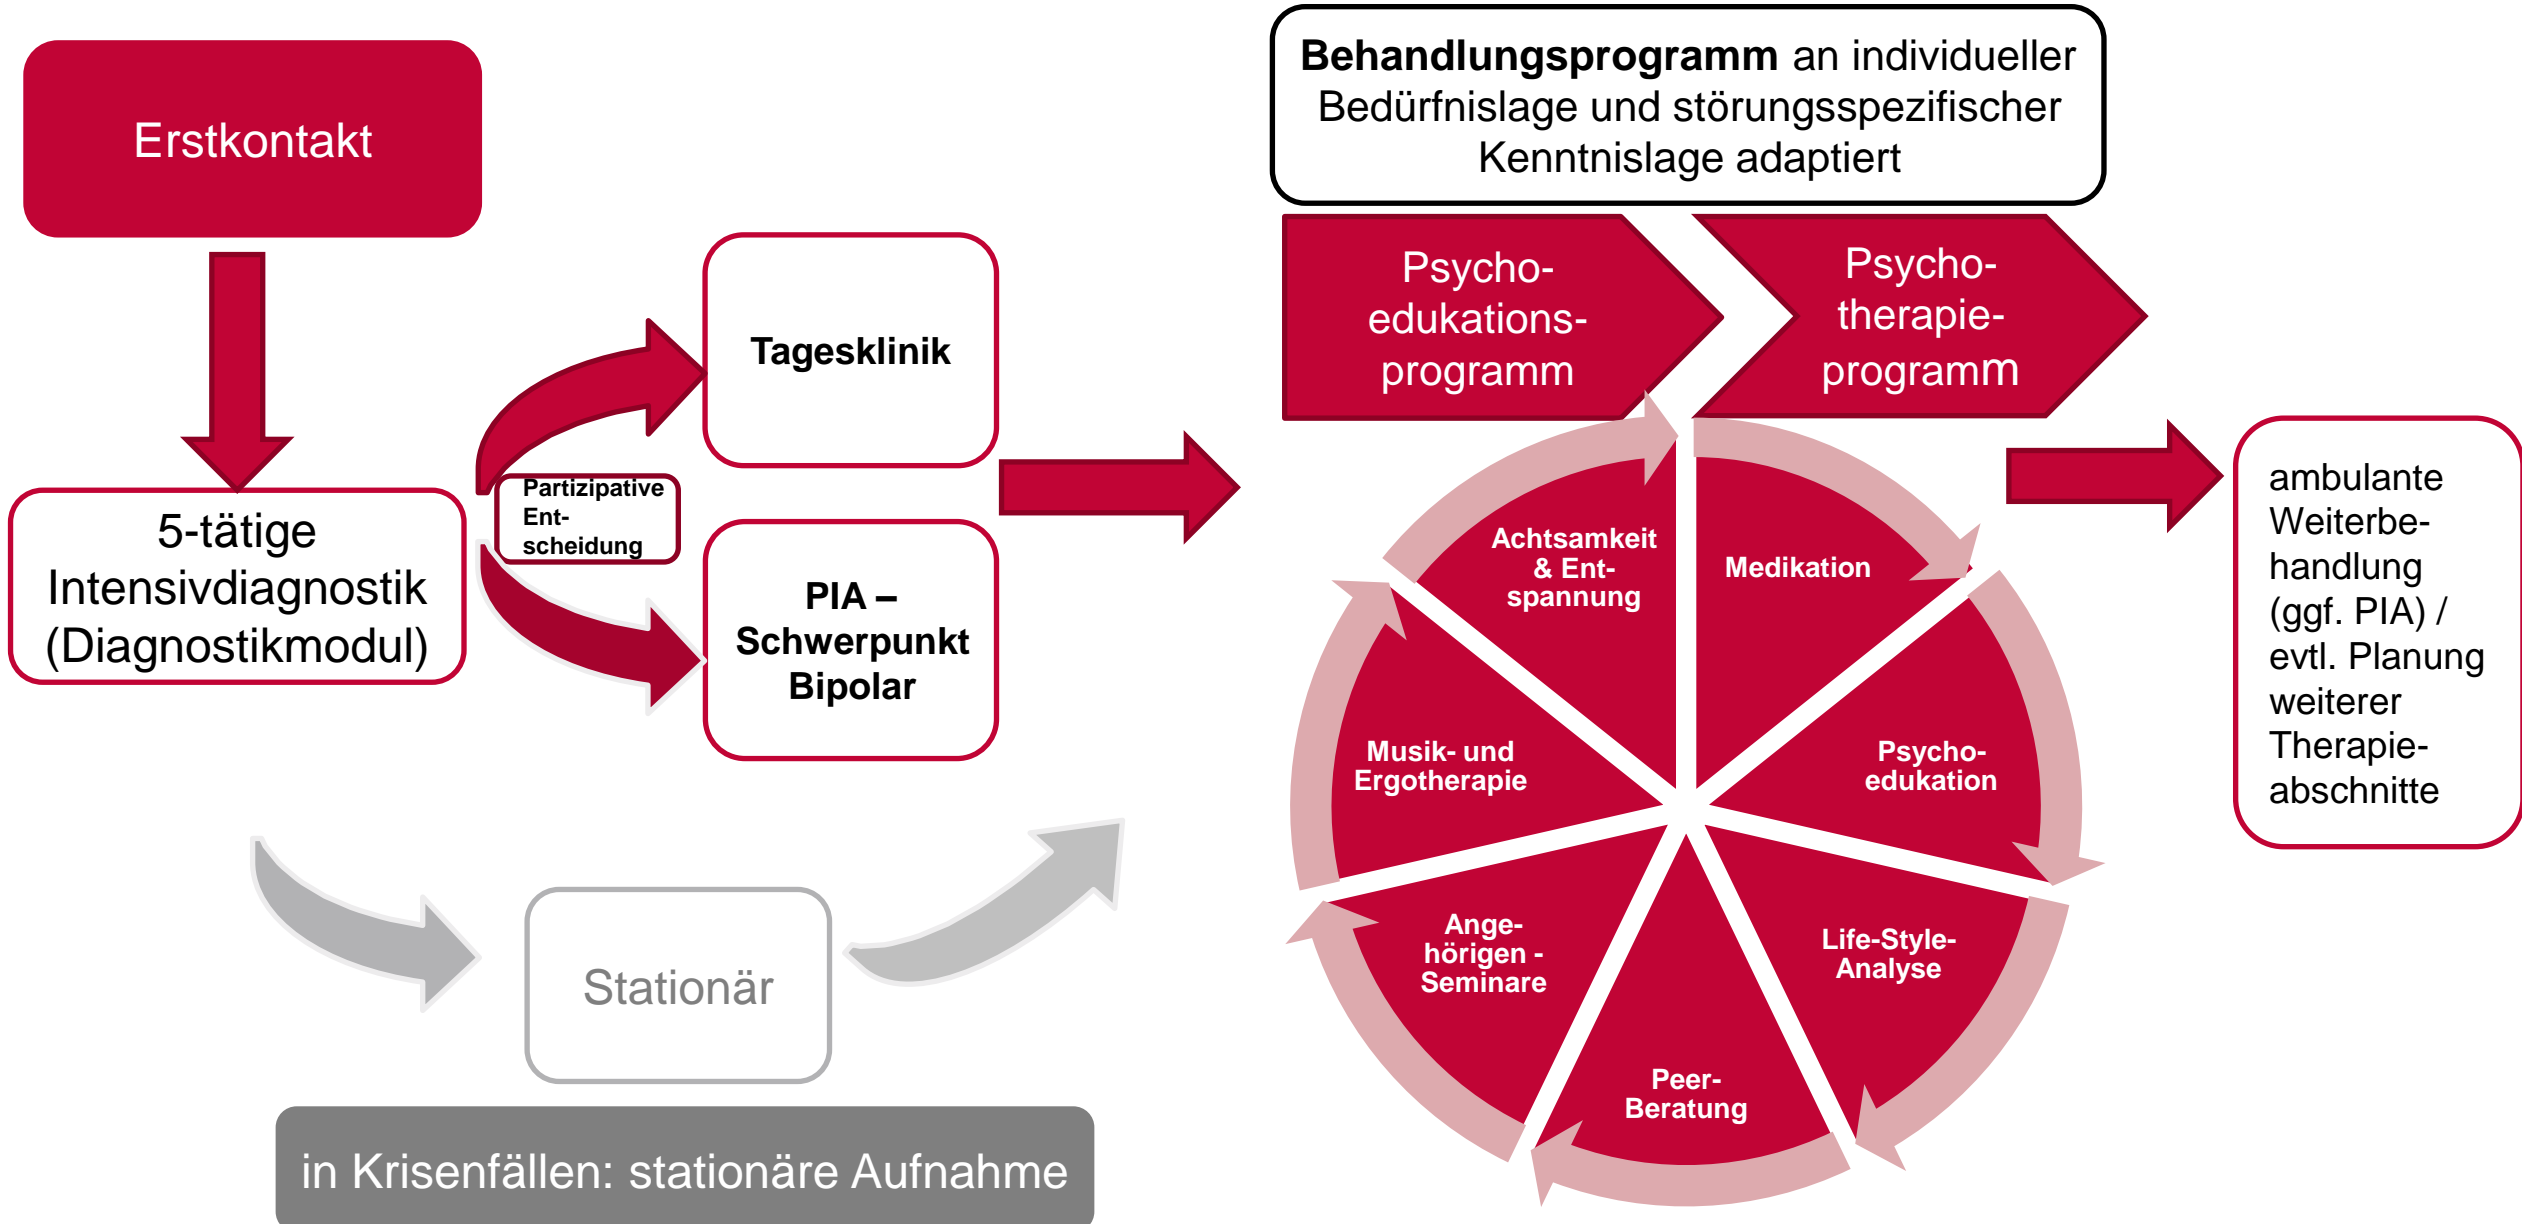 Erstkontakt
5-tätige
Intensivdiagnostik
(Diagnostikmodul)
Partizipative
Ent-
scheidung
Tagesklinik
PIA –
Schwerpunkt
Bipolar
Stationär
in Krisenfällen: stationäre Aufnahme
Behandlungsprogramm an individueller
Bedürfnislage und störungsspezifischer
Kenntnislage adaptiert
Psycho-
edukations-
programm
Psycho-
therapie-
programm
Achtsamkeit
& Ent-
spannung
Medikation
Psycho-
edukation
Life-Style-
Analyse
Peer-
Beratung
Ange-
hörigen -
Seminare
Musik- und
Ergotherapie
ambulante
Weiterbe-
handlung
(ggf. PIA) /
evtl. Planung
weiterer
Therapie-
abschnitte